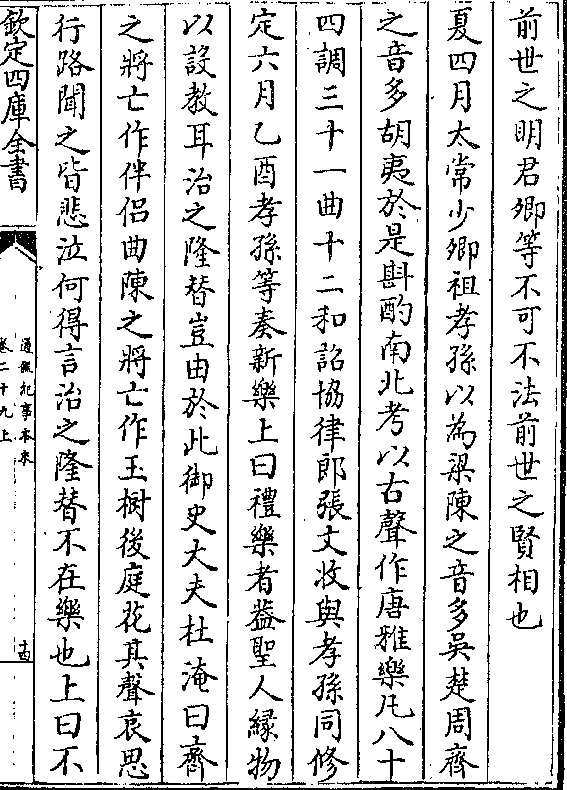 前世之明君卿等不可不法前世之賢相也
夏四月太常少卿祖孝孫以為梁陳之音多吳楚周齊
之音多胡夷於是斟酌南北考以古聲作唐雅樂凡八十
四調三十一曲十二和詔協律郎張文收與孝孫同修
定六月乙酉孝孫等奏新樂上曰禮樂者葢聖人緣物
以設教耳治之隆替豈由於此御史大夫杜淹曰齊
之將亡作伴侣曲陳之將亡作玉樹後庭花其聲哀思
行路聞之皆悲泣何得言治之隆替不在樂也上曰不
欽定四庫全書
通鑑紀事本末
卷二十九上
十四